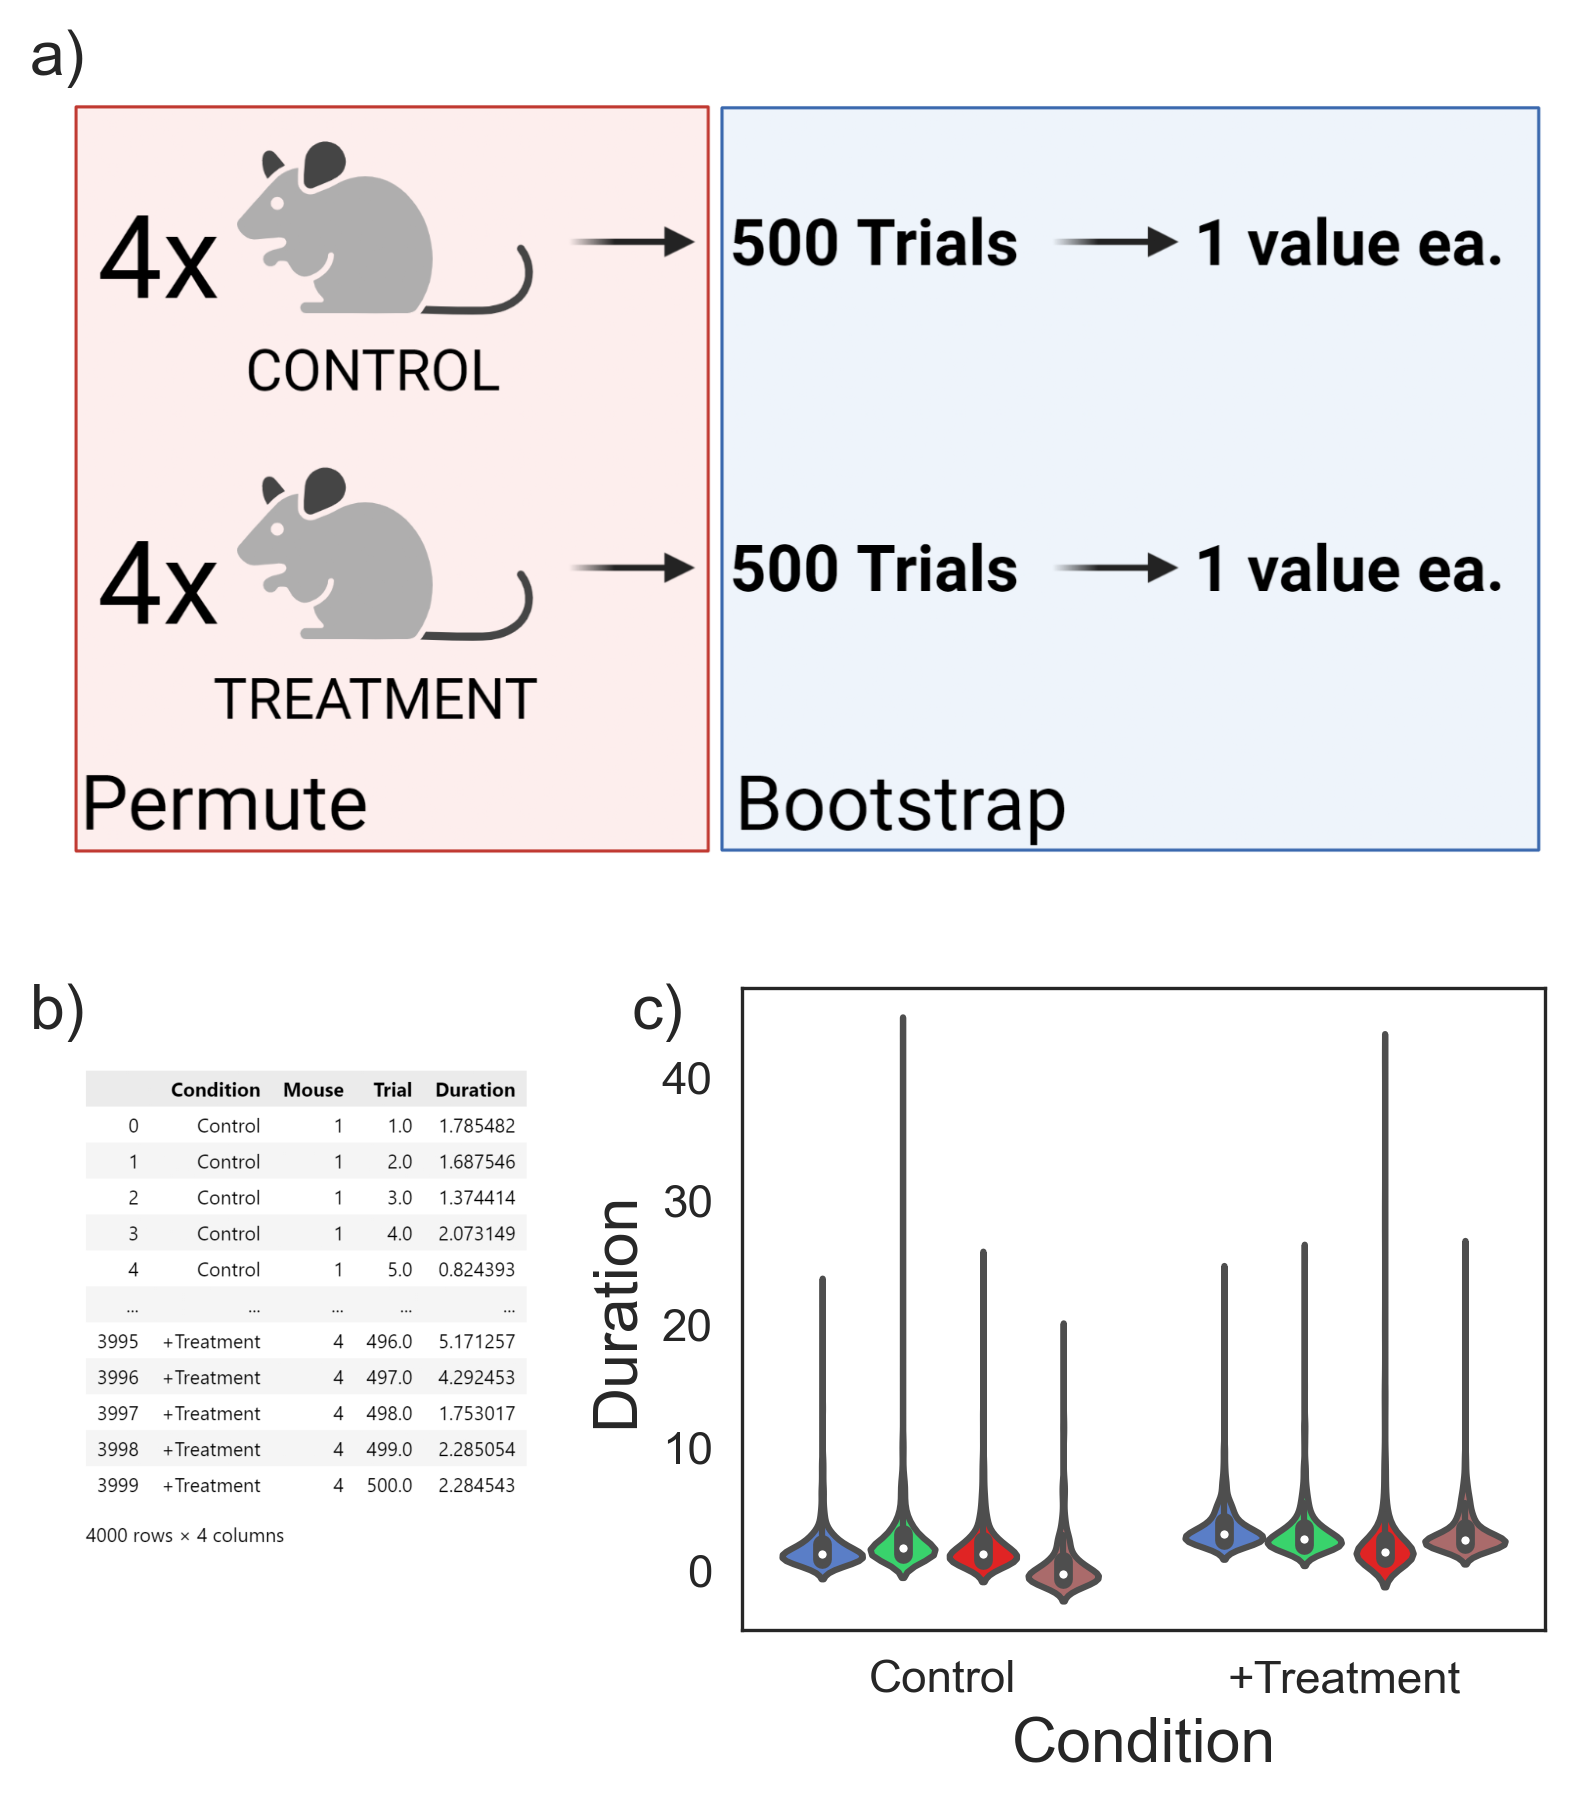 a)
4x
500 Trials
1 value ea.
CONTROL
4x
500 Trials
1 value ea.
TREATMENT
Permute
Bootstrap
b)
Condition Mouse Trial Duration
0 Control 1 1.0 1.785482
1 Control 1 2.0 1.687546
2 Control 1 3.0 1.374414
3 Control 1 4.0 2.073149
4 Control 1 5.0 0.824393
... ... ... ... ...
3995 +Treatment 4 496.0 5.171257
3996 +Treatment 4 497.0 4.292453
3997 +Treatment 4 498.0 1.753017
3998 +Treatment 4 499.0 2.285054
3999 +Treatment 4 500.0 2.284543
4000 rows × 4 columns
c)
40
30
20
10
0
Duration
Control
+Treatment
Condition